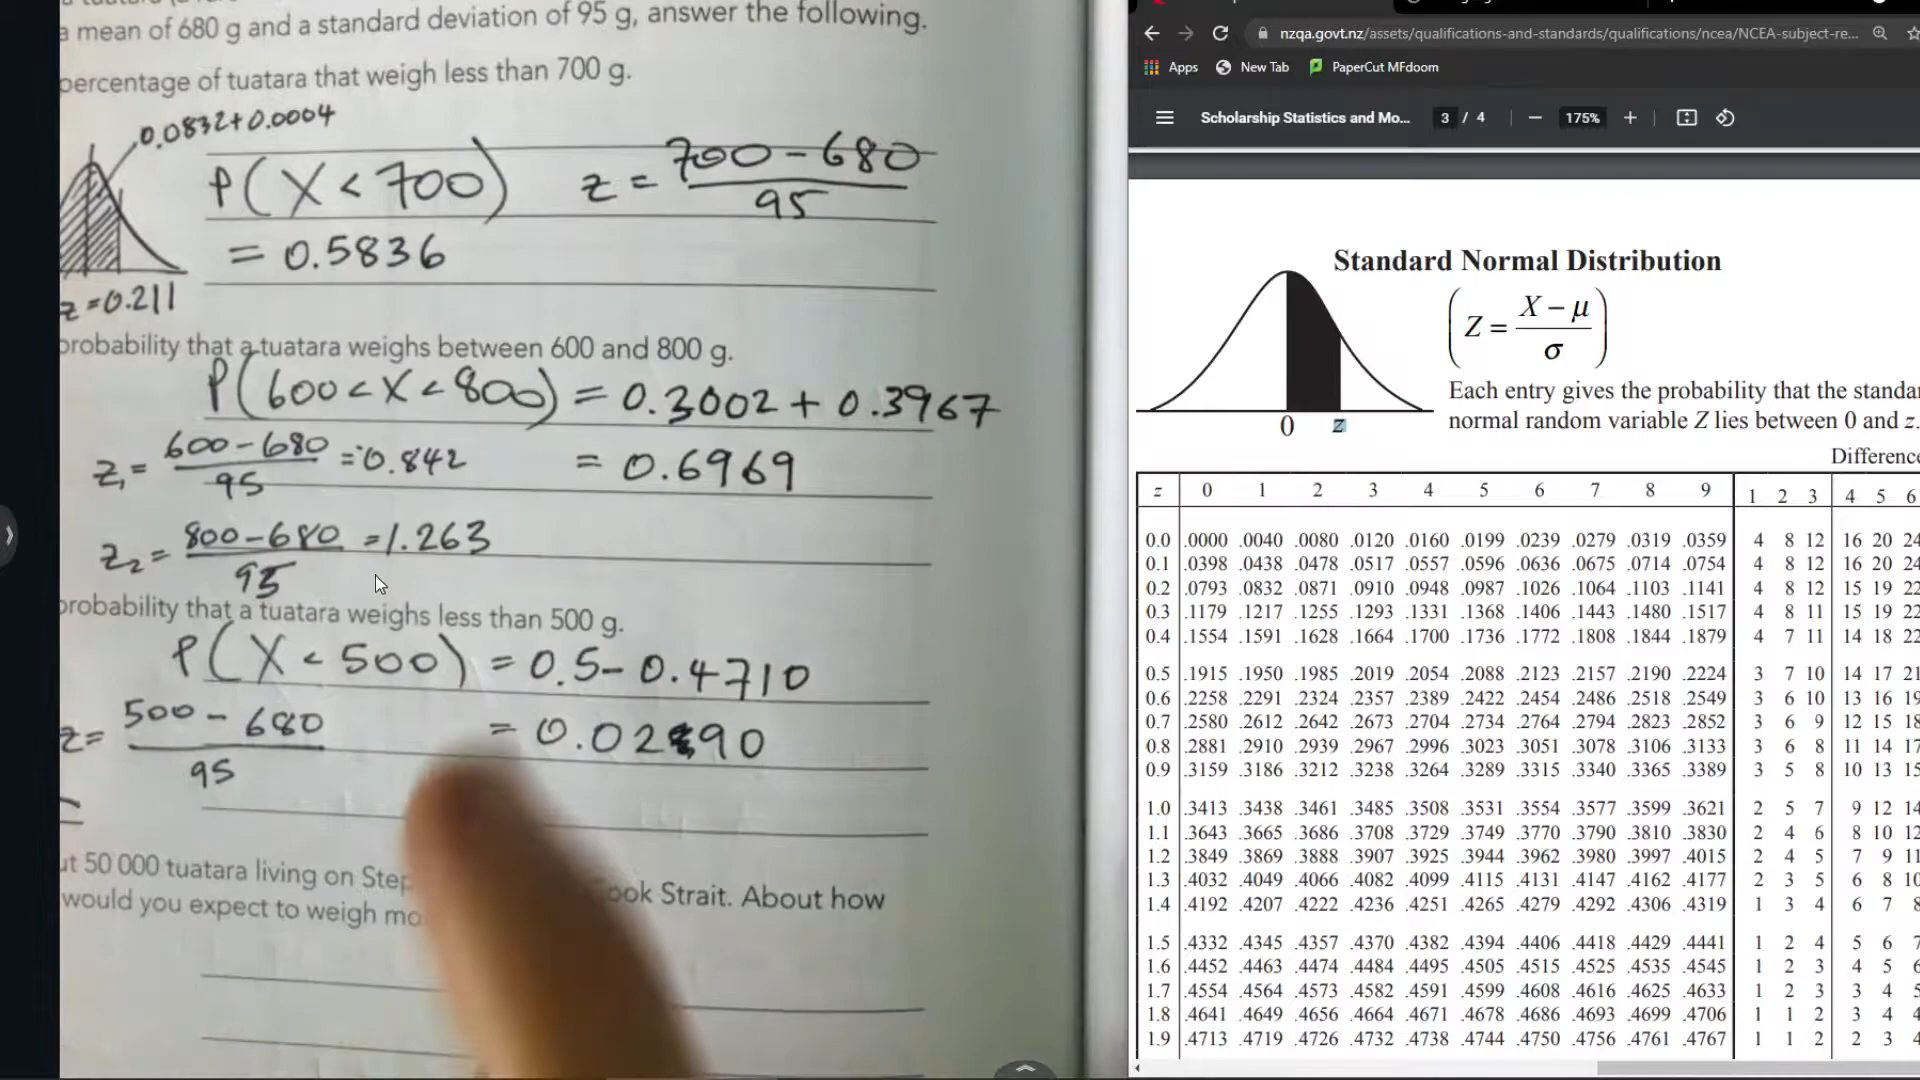 a mean of 680 g and a standard deviation of 95 g, answer the following.
percentage of tuatara that weigh less than 700 g.
0.0832+0.0004
P(X<700) z = 700-680
95
= 0.5836
z=0.211
probability that a tuatara weighs between 600 and 800 g.
P(600<X<800) = 0.3002 + 0.3967
z₁ = 600-680 =-0.842
95
= 0.6969
z₂ = 800-680 =1.263
95
probability that a tuatara weighs less than 500 g.
P(X<500) = 0.5-0.4710
z= 500-680
95
50 000 tuatara living on
ook Strait. About how
would you expect to weigh
nzqa.govt.nz/assets/qualifications-and-standards/qualifications/ncea/NCEA-subject-re...
Apps New Tab PaperCut MFdoom
Scholarship Statistics and Mo... 3 / 4 175%
Standard Normal Distribution
(Z = X − μ
σ)
0 z
Each entry gives the probability that the standar
normal random variable Z lies between 0 and z.
Difference
z 0 1 2 3 4 5 6 7 8 9 1 2 3 4 5 6
0.0 .0000 .0040 .0080 .0120 .0160 .0199 .0239 .0279 .0319 .0359 4 8 12 16 20 24
0.1 .0398 .0438 .0478 .0517 .0557 .0596 .0636 .0675 .0714 .0754 4 8 12 16 20 24
0.2 .0793 .0832 .0871 .0910 .0948 .0987 .1026 .1064 .1103 .1141 4 8 12 15 19 22
0.3 .1179 .1217 .1255 .1293 .1331 .1368 .1406 .1443 .1480 .1517 4 8 11 15 19 22
0.4 .1554 .1591 .1628 .1664 .1700 .1736 .1772 .1808 .1844 .1879 4 7 11 14 18 22
0.5 .1915 .1950 .1985 .2019 .2054 .2088 .2123 .2157 .2190 .2224 3 7 10 14 17 21
0.6 .2258 .2291 .2324 .2357 .2389 .2422 .2454 .2486 .2518 .2549 3 6 10 13 16 19
0.7 .2580 .2612 .2642 .2673 .2704 .2734 .2764 .2794 .2823 .2852 3 6 9 12 15 18
0.8 .2881 .2910 .2939 .2967 .2996 .3023 .3051 .3078 .3106 .3133 3 6 8 11 14 17
0.9 .3159 .3186 .3212 .3238 .3264 .3289 .3315 .3340 .3365 .3389 3 5 8 10 13 15
1.0 .3413 .3438 .3461 .3485 .3508 .3531 .3554 .3577 .3599 .3621 2 5 7 9 12 14
1.1 .3643 .3665 .3686 .3708 .3729 .3749 .3770 .3790 .3810 .3830 2 4 6 8 10 12
1.2 .3849 .3869 .3888 .3907 .3925 .3944 .3962 .3980 .3997 .4015 2 4 5 7 9 11
1.3 .4032 .4049 .4066 .4082 .4099 .4115 .4131 .4147 .4162 .4177 2 3 5 6 8 10
1.4 .4192 .4207 .4222 .4236 .4251 .4265 .4279 .4292 .4306 .4319 1 3 4 6 7 8
1.5 .4332 .4345 .4357 .4370 .4382 .4394 .4406 .4418 .4429 .4441 1 2 4 5 6 7
1.6 .4452 .4463 .4474 .4484 .4495 .4505 .4515 .4525 .4535 .4545 1 2 3 4 5 6
1.7 .4554 .4564 .4573 .4582 .4591 .4599 .4608 .4616 .4625 .4633 1 2 3 3 4 5
1.8 .4641 .4649 .4656 .4664 .4671 .4678 .4686 .4693 .4699 .4706 1 1 2 3 4 4
1.9 .4713 .4719 .4726 .4732 .4738 .4744 .4750 .4756 .4761 .4767 1 1 2 2 3 4